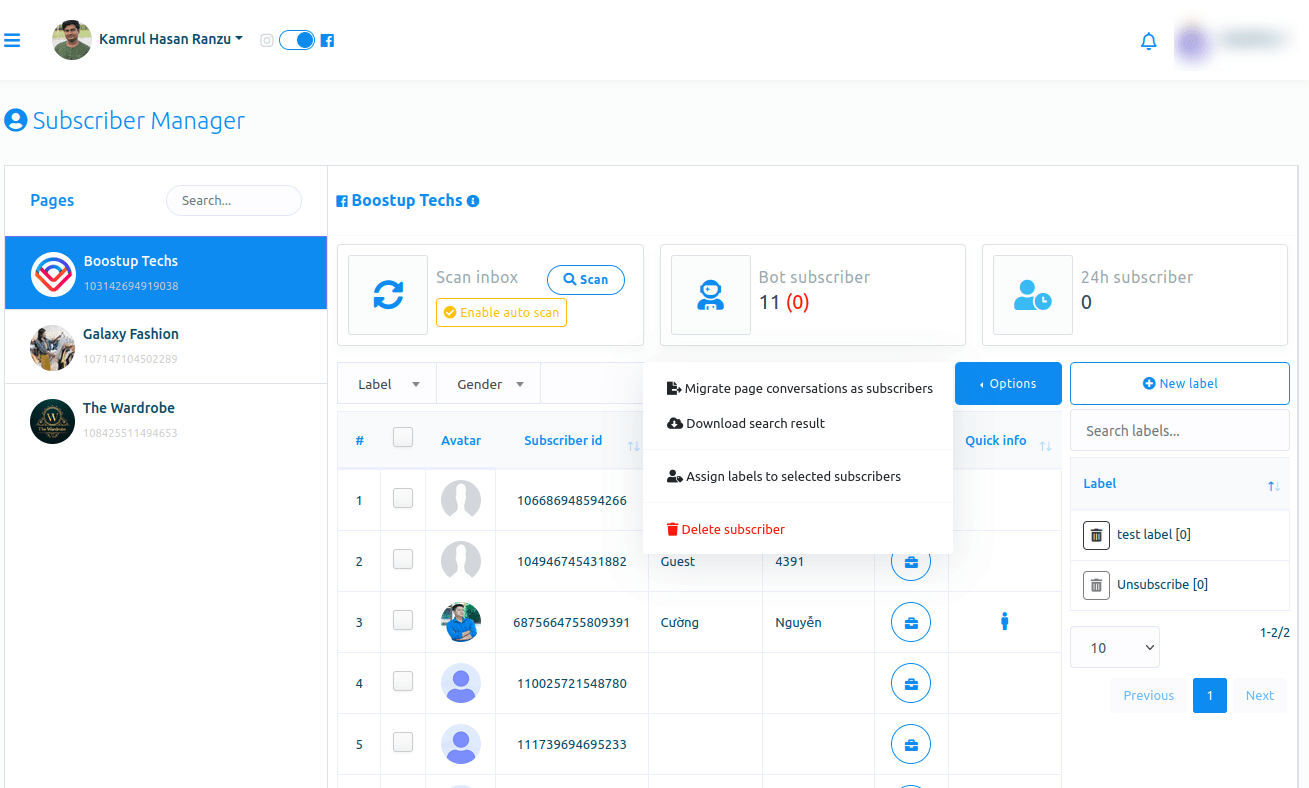 Kamrul Hasan Ranzu
Subscriber Manager
Pages
Search...
Boostup Techs
103142694919038
Galaxy Fashion
107147104502289
The Wardrobe
108425511494653
Boostup Techs
Scan inbox
Scan
Enable auto scan
Bot subscriber
11 (0)
24h subscriber
0
Label
Gender
Migrate page conversations as subscribers
Download search result
Assign labels to selected subscribers
Delete subscriber
Options
New label
# Avatar Subscriber id Quick info
1 106686948594266
2 104946745431882 Guest 4391
3 6875664755809391 Cường Nguyễn
4 110025721548780
5 111739694695233
Search labels...
Label
test label [0]
Unsubscribe [0]
10
1-2/2
Previous 1 Next